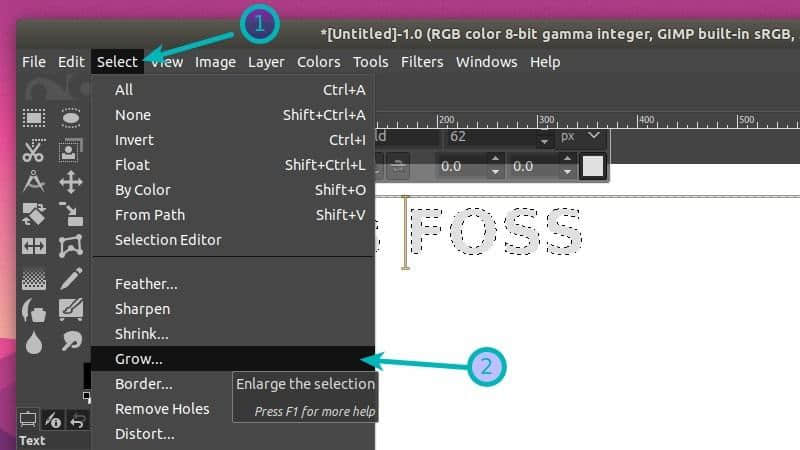 1
*[Untitled]-1.0 (RGB color 8-bit gamma integer, GIMP built-in sRGB,
File Edit Select View Image Layer Colors Tools Filters Windows Help
All Ctrl+A
None Shift+Ctrl+A
Invert Ctrl+I
Float Shift+Ctrl+L
By Color Shift+O
From Path Shift+V
Selection Editor
Feather...
Sharpen
Shrink...
Grow...
Border...
Remove Holes
Distort...
200 300 400 500
62 px
0.0 0.0
FOSS
2
Enlarge the selection
Press F1 for more help
Text